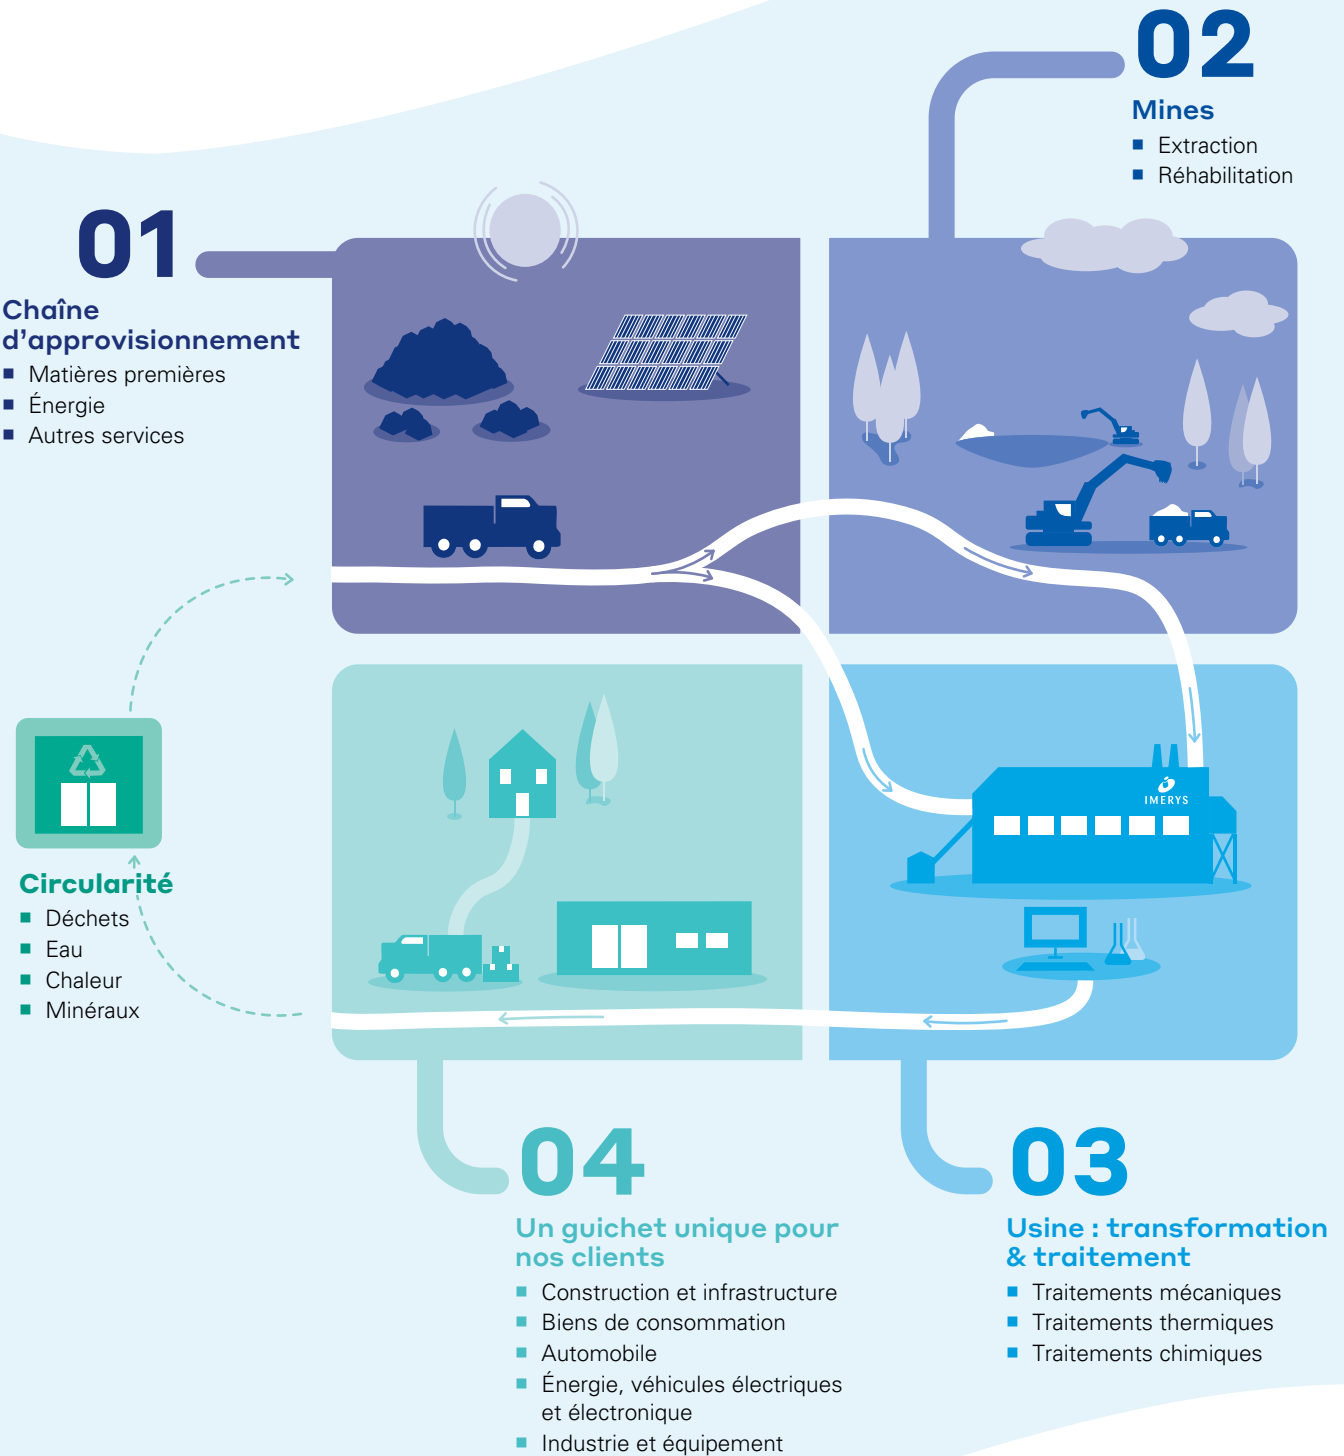 01
Chaîne
d’approvisionnement
■ Matières premières
■ Énergie
■ Autres services
02
Mines
■ Extraction
■ Réhabilitation
IMERYS
Circularité
■ Déchets
■ Eau
■ Chaleur
■ Minéraux
04
Un guichet unique pour
nos clients
■ Construction et infrastructure
■ Biens de consommation
■ Automobile
■ Énergie, véhicules électriques
et électronique
■ Industrie et équipement
03
Usine : transformation
& traitement
■ Traitements mécaniques
■ Traitements thermiques
■ Traitements chimiques